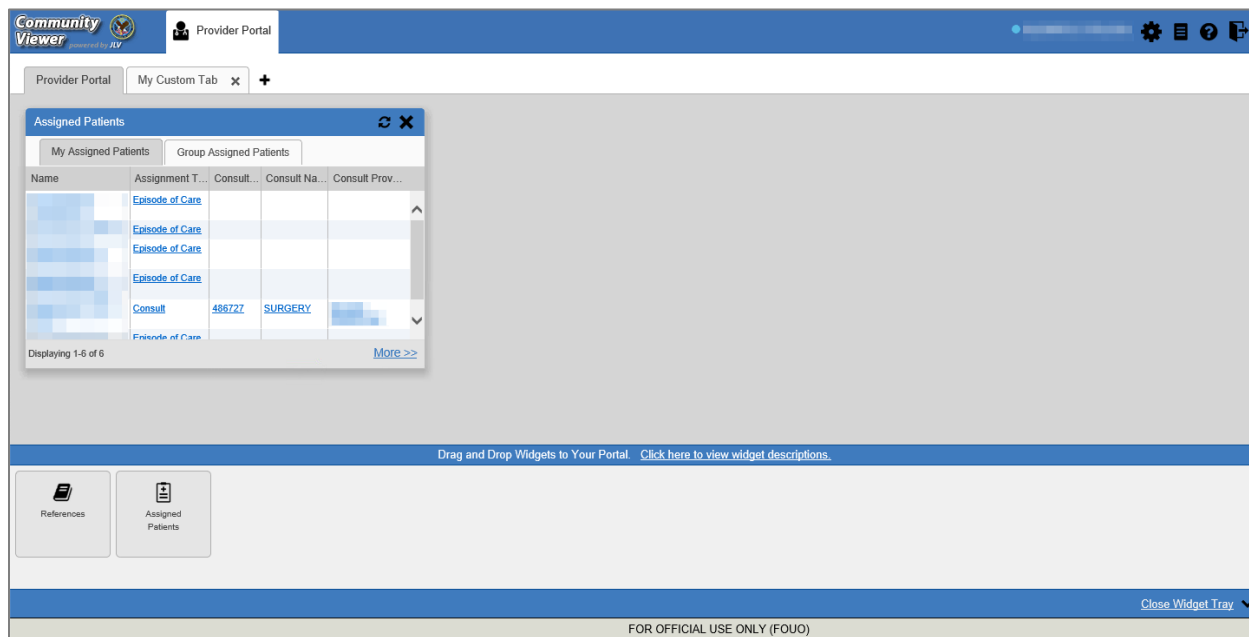 Community
Viewer powered by JLV
Provider Portal
Provider Portal
My Custom Tab
Assigned Patients
My Assigned Patients
Group Assigned Patients
Name Assignment T... Consult... Consult Na... Consult Prov...
Episode of Care
Episode of Care
Episode of Care
Episode of Care
Consult 486727 SURGERY
Episode of Care
Displaying 1-6 of 6 More >>
Drag and Drop Widgets to Your Portal. Click here to view widget descriptions.
References
Assigned
Patients
Close Widget Tray
FOR OFFICIAL USE ONLY (FOUO)